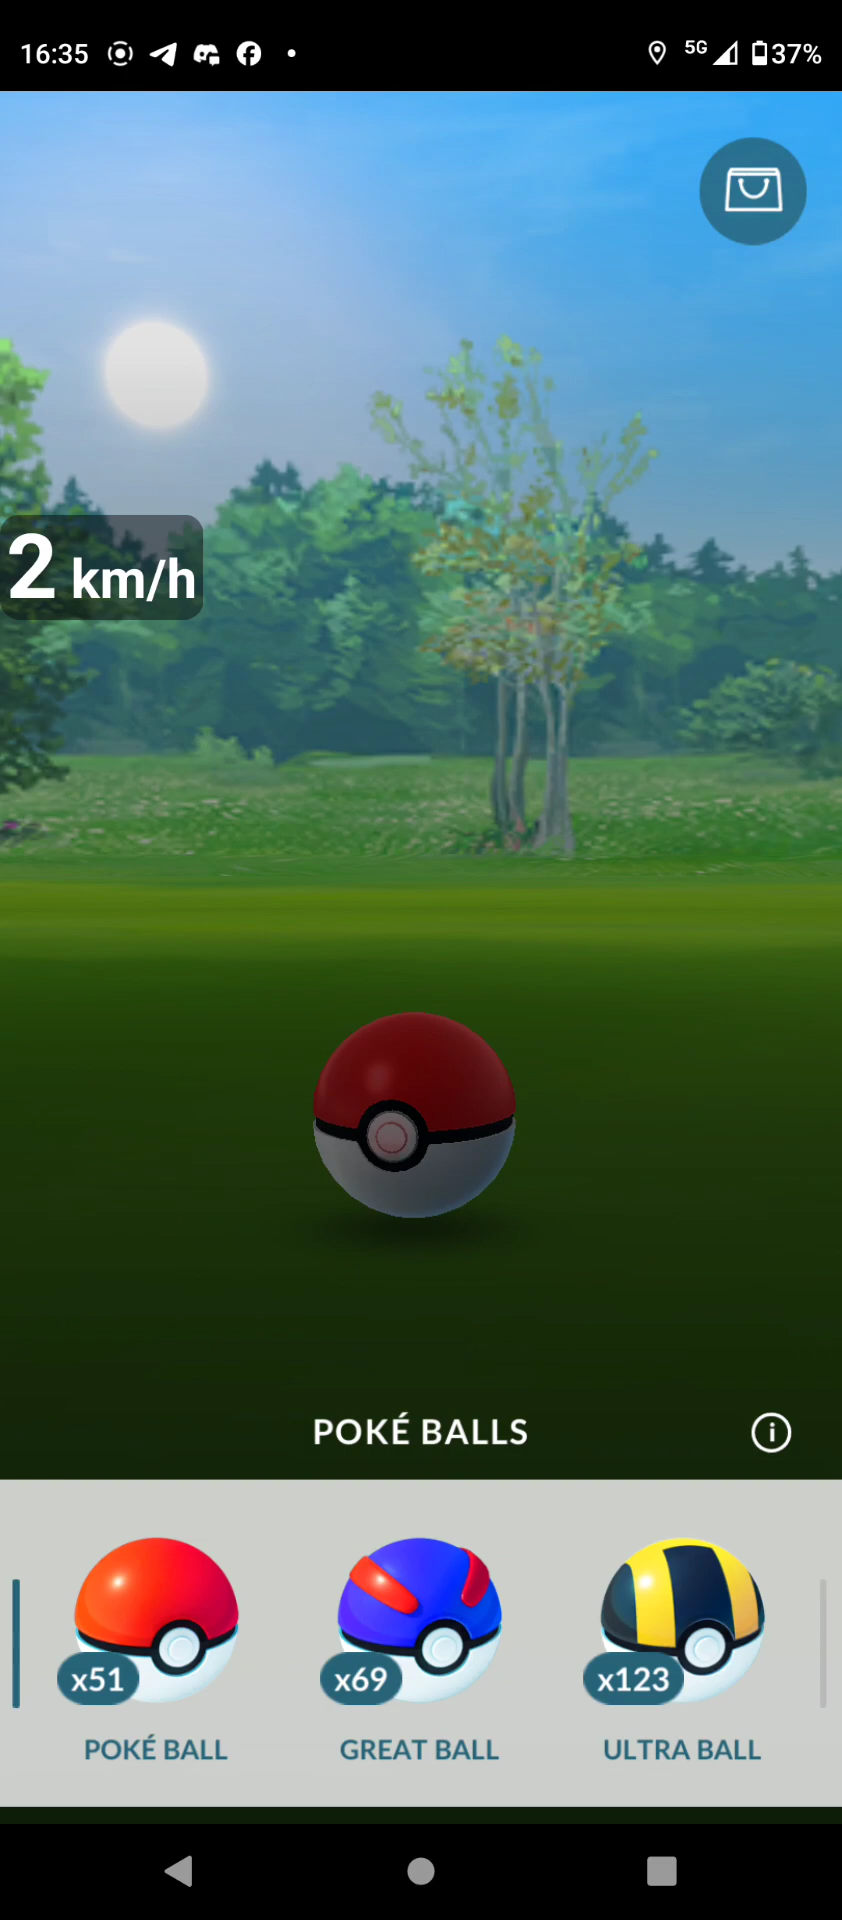 16:35 5G 37%
2 km/h
POKÉ BALLS
x51 x69 x123
POKÉ BALL GREAT BALL ULTRA BALL